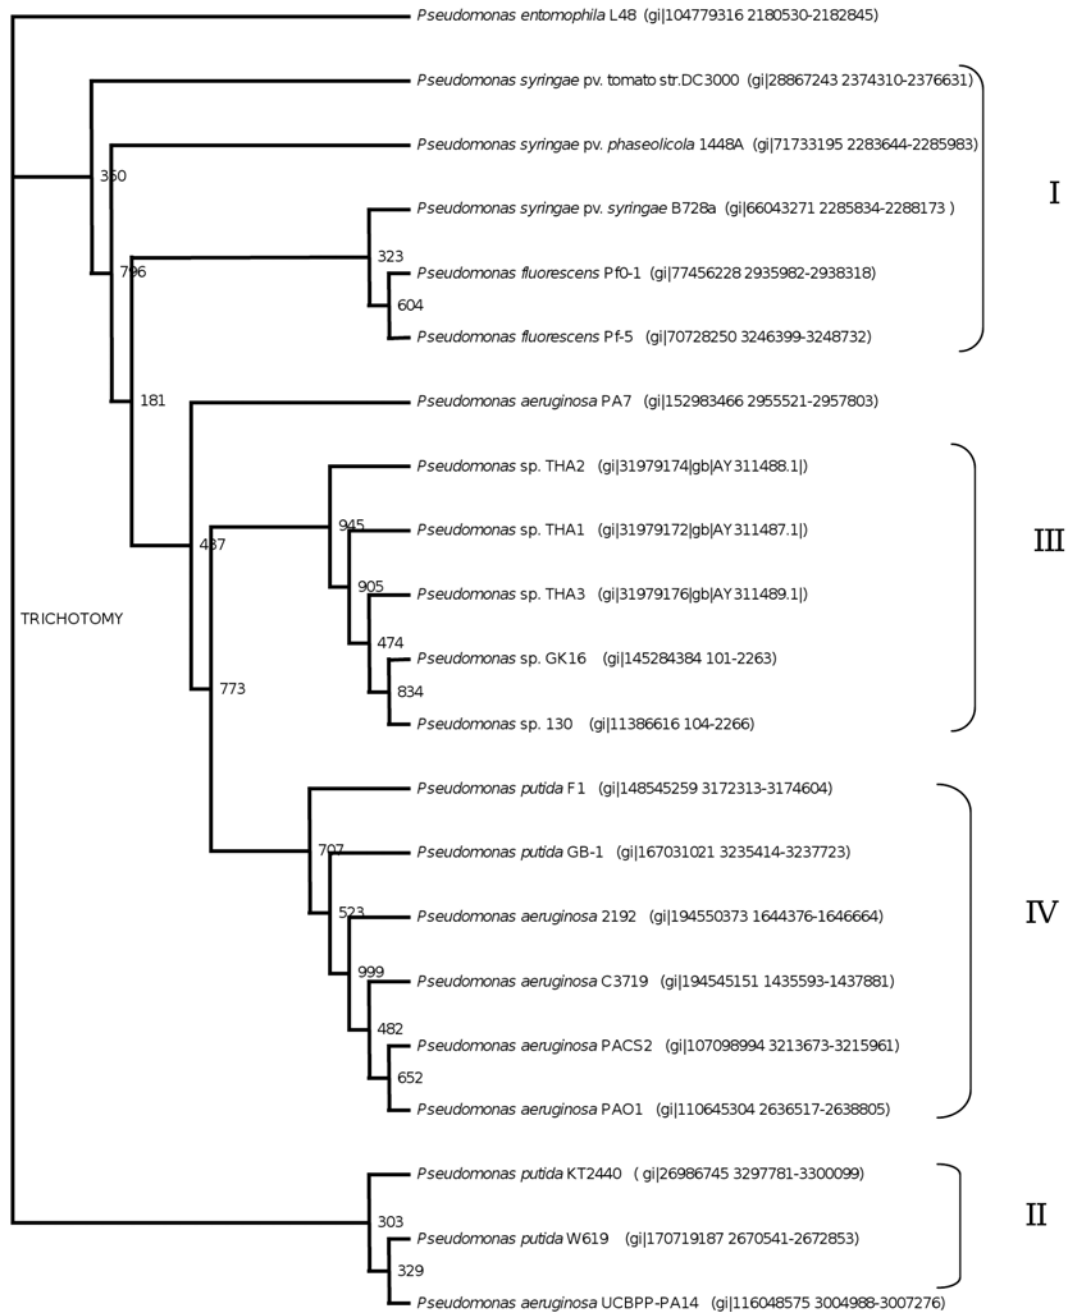 Pseudomonas entomophila L48 (gi|104779316 2180530-2182845)
Pseudomonas syringae pv. tomato str.DC3000 (gi|28867243 2374310-2376631)
Pseudomonas syringae pv. phaseolicola 1448A (gi|71733195 2283644-2285983)
350
I
Pseudomonas syringae pv. syringae B728a (gi|66043271 2285834-2288173 )
323
796
Pseudomonas fluorescens Pf0-1 (gi|77456228 2935982-2938318)
604
Pseudomonas fluorescens Pf-5 (gi|70728250 3246399-3248732)
181
Pseudomonas aeruginosa PA7 (gi|152983466 2955521-2957803)
Pseudomonas sp. THA2 (gi|31979174|gb|AY311488.1|)
945
Pseudomonas sp. THA1 (gi|31979172|gb|AY311487.1|)
III
437
905
Pseudomonas sp. THA3 (gi|31979176|gb|AY311489.1|)
TRICHOTOMY
474
Pseudomonas sp. GK16 (gi|145284384 101-2263)
773
834
Pseudomonas sp. 130 (gi|11386616 104-2266)
Pseudomonas putida F1 (gi|148545259 3172313-3174604)
707
Pseudomonas putida GB-1 (gi|167031021 3235414-3237723)
523
IV
Pseudomonas aeruginosa 2192 (gi|194550373 1644376-1646664)
999
Pseudomonas aeruginosa C3719 (gi|194545151 1435593-1437881)
482
Pseudomonas aeruginosa PACS2 (gi|107098994 3213673-3215961)
652
Pseudomonas aeruginosa PAO1 (gi|110645304 2636517-2638805)
Pseudomonas putida KT2440 ( gi|26986745 3297781-3300099)
303
II
Pseudomonas putida W619 (gi|170719187 2670541-2672853)
329
Pseudomonas aeruginosa UCBPP-PA14 (gi|116048575 3004988-3007276)